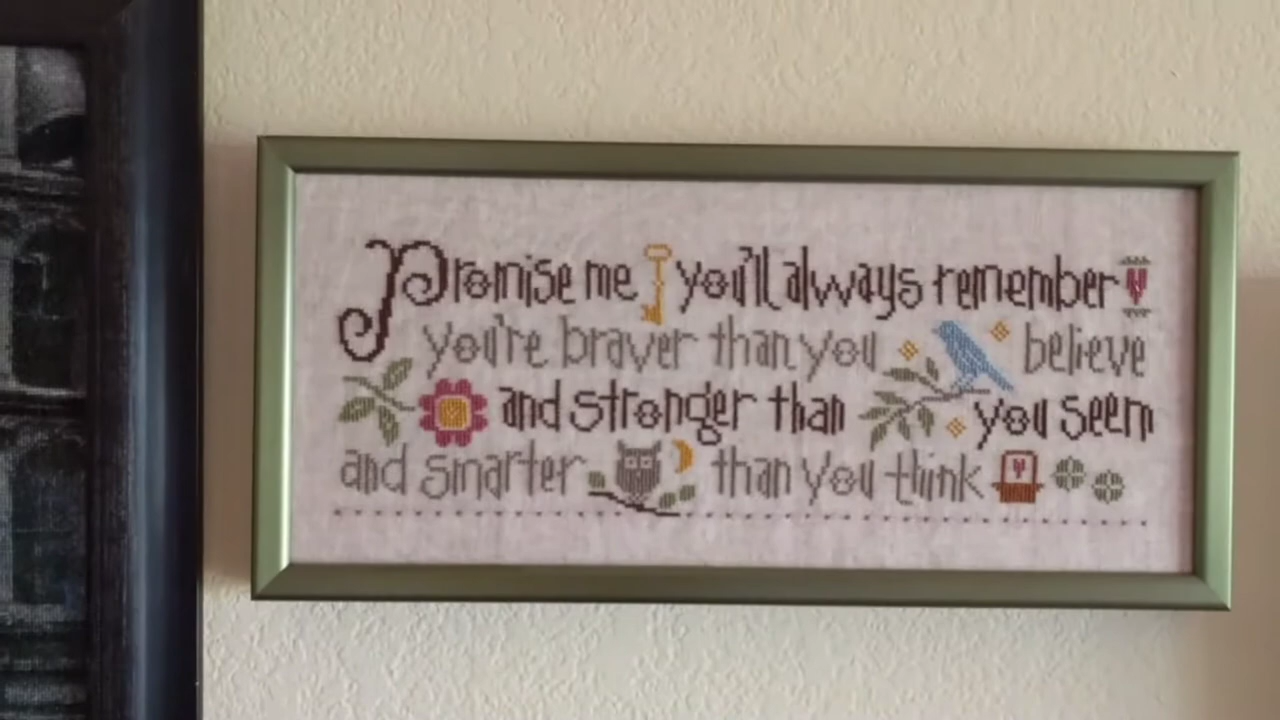 Promise me you'll always remember
you're braver than you believe
and stronger than you seem
and smarter than you think